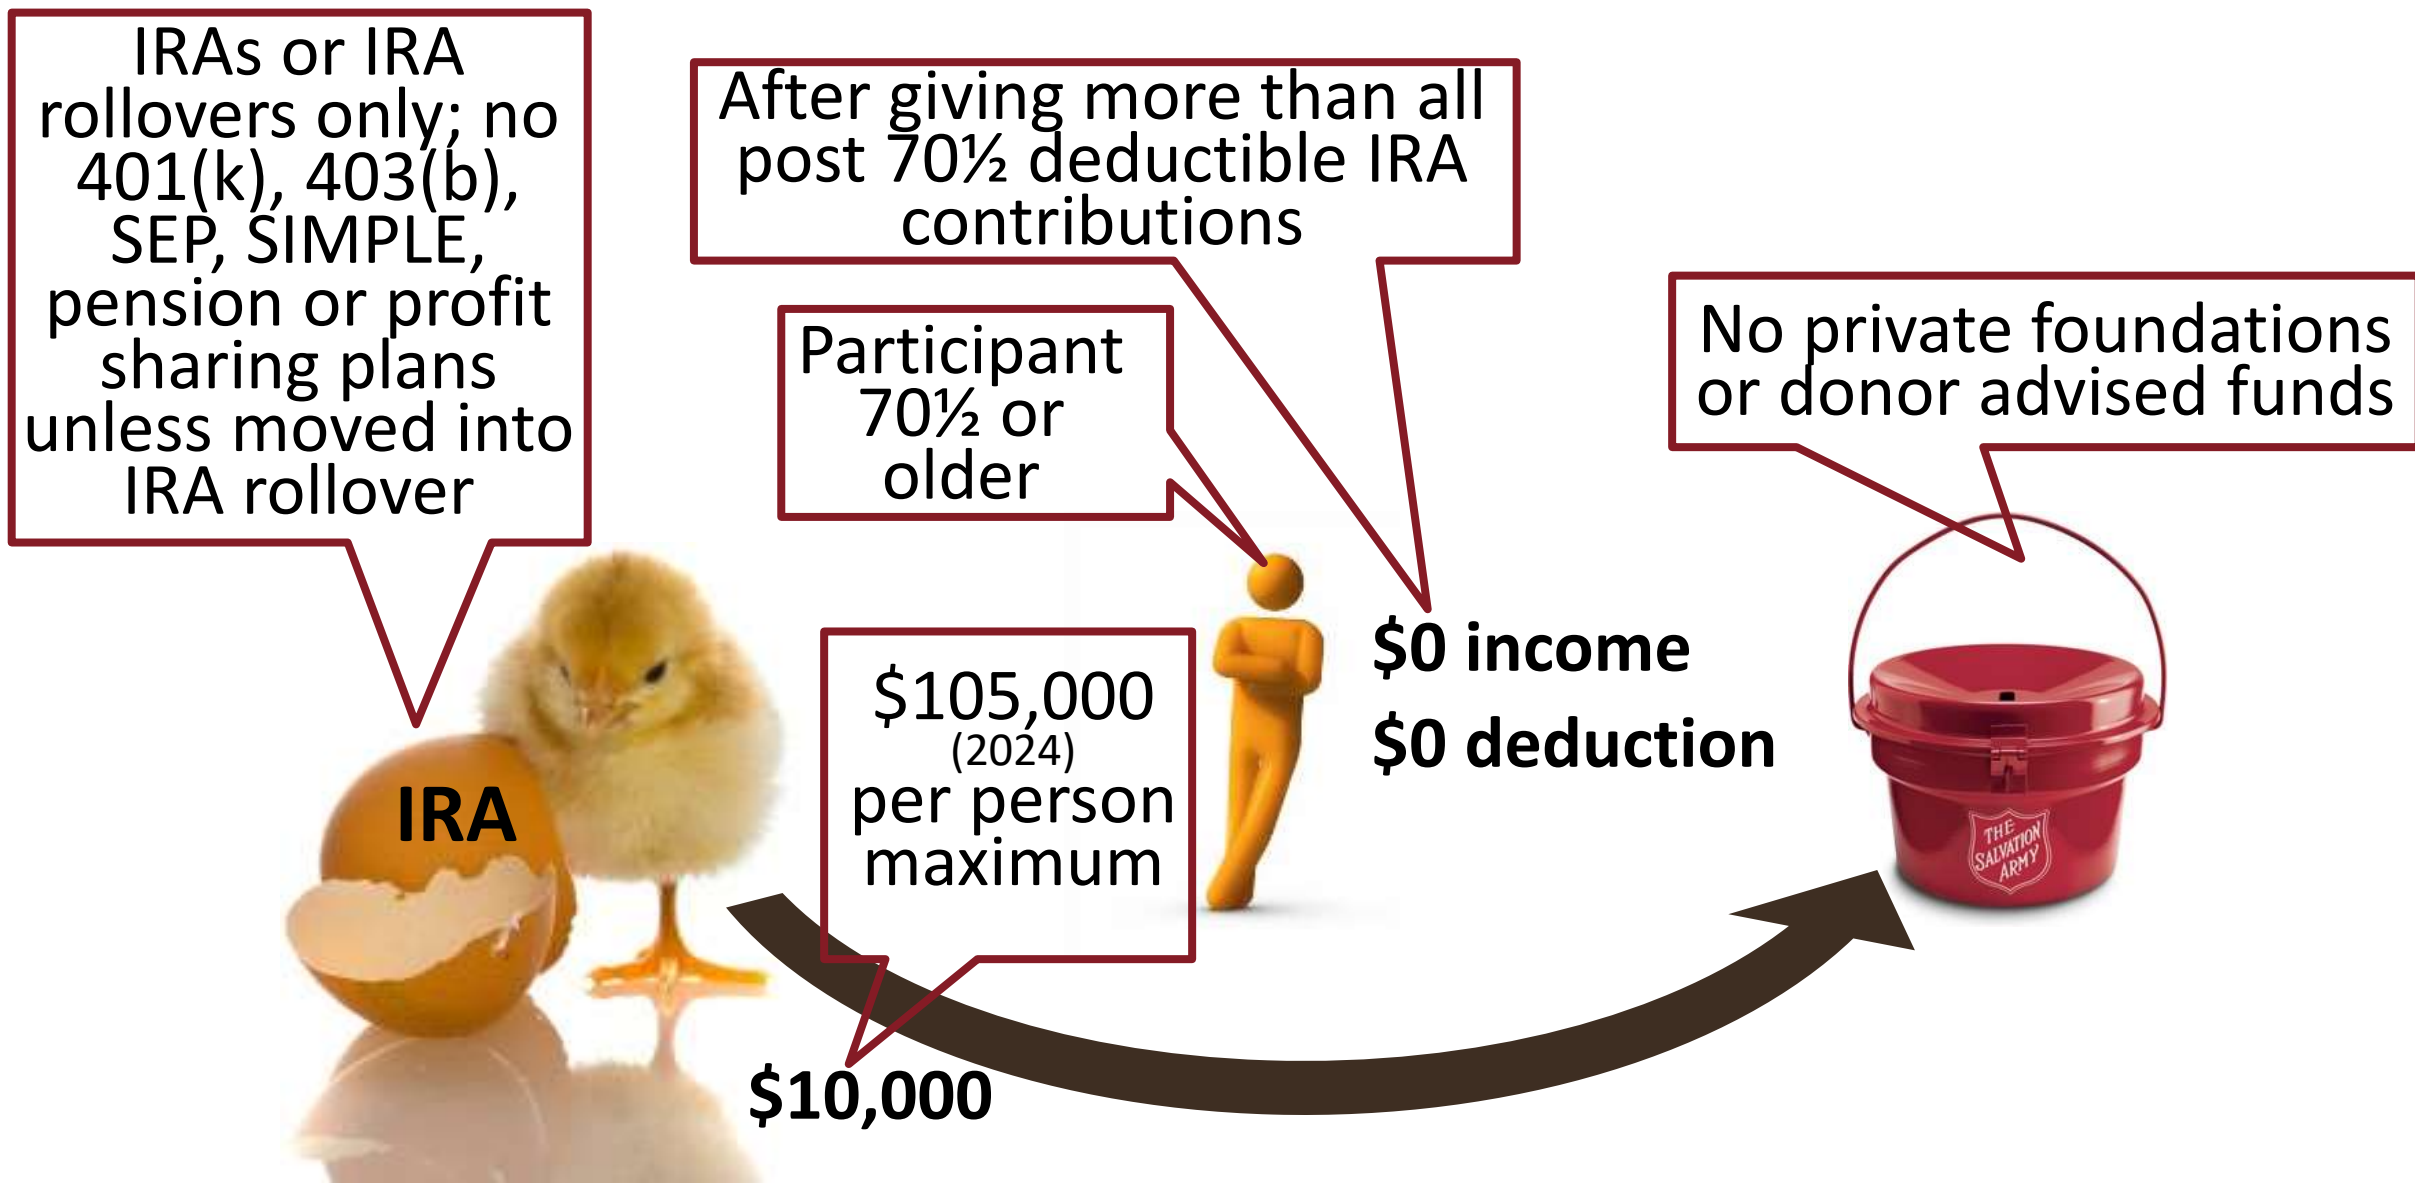 IRAs or IRA
rollovers only; no
401(k), 403(b),
SEP, SIMPLE,
pension or profit
sharing plans
unless moved into
IRA rollover
After giving more than all
post 70½ deductible IRA
contributions
Participant
70½ or
older
No private foundations
or donor advised funds
$105,000
(2024)
per person
maximum
$0 income
$0 deduction
IRA
$10,000
THE
SALVATION
ARMY